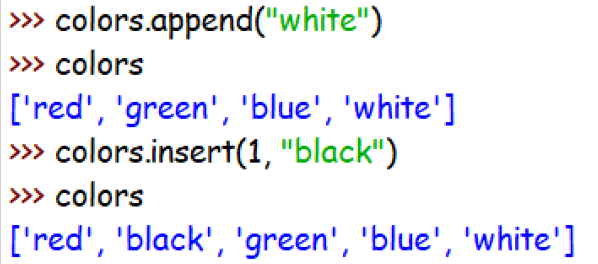 >>> colors.append("white")
>>> colors
['red', 'green', 'blue', 'white']
>>> colors.insert(1, "black")
>>> colors
['red', 'black', 'green', 'blue', 'white']